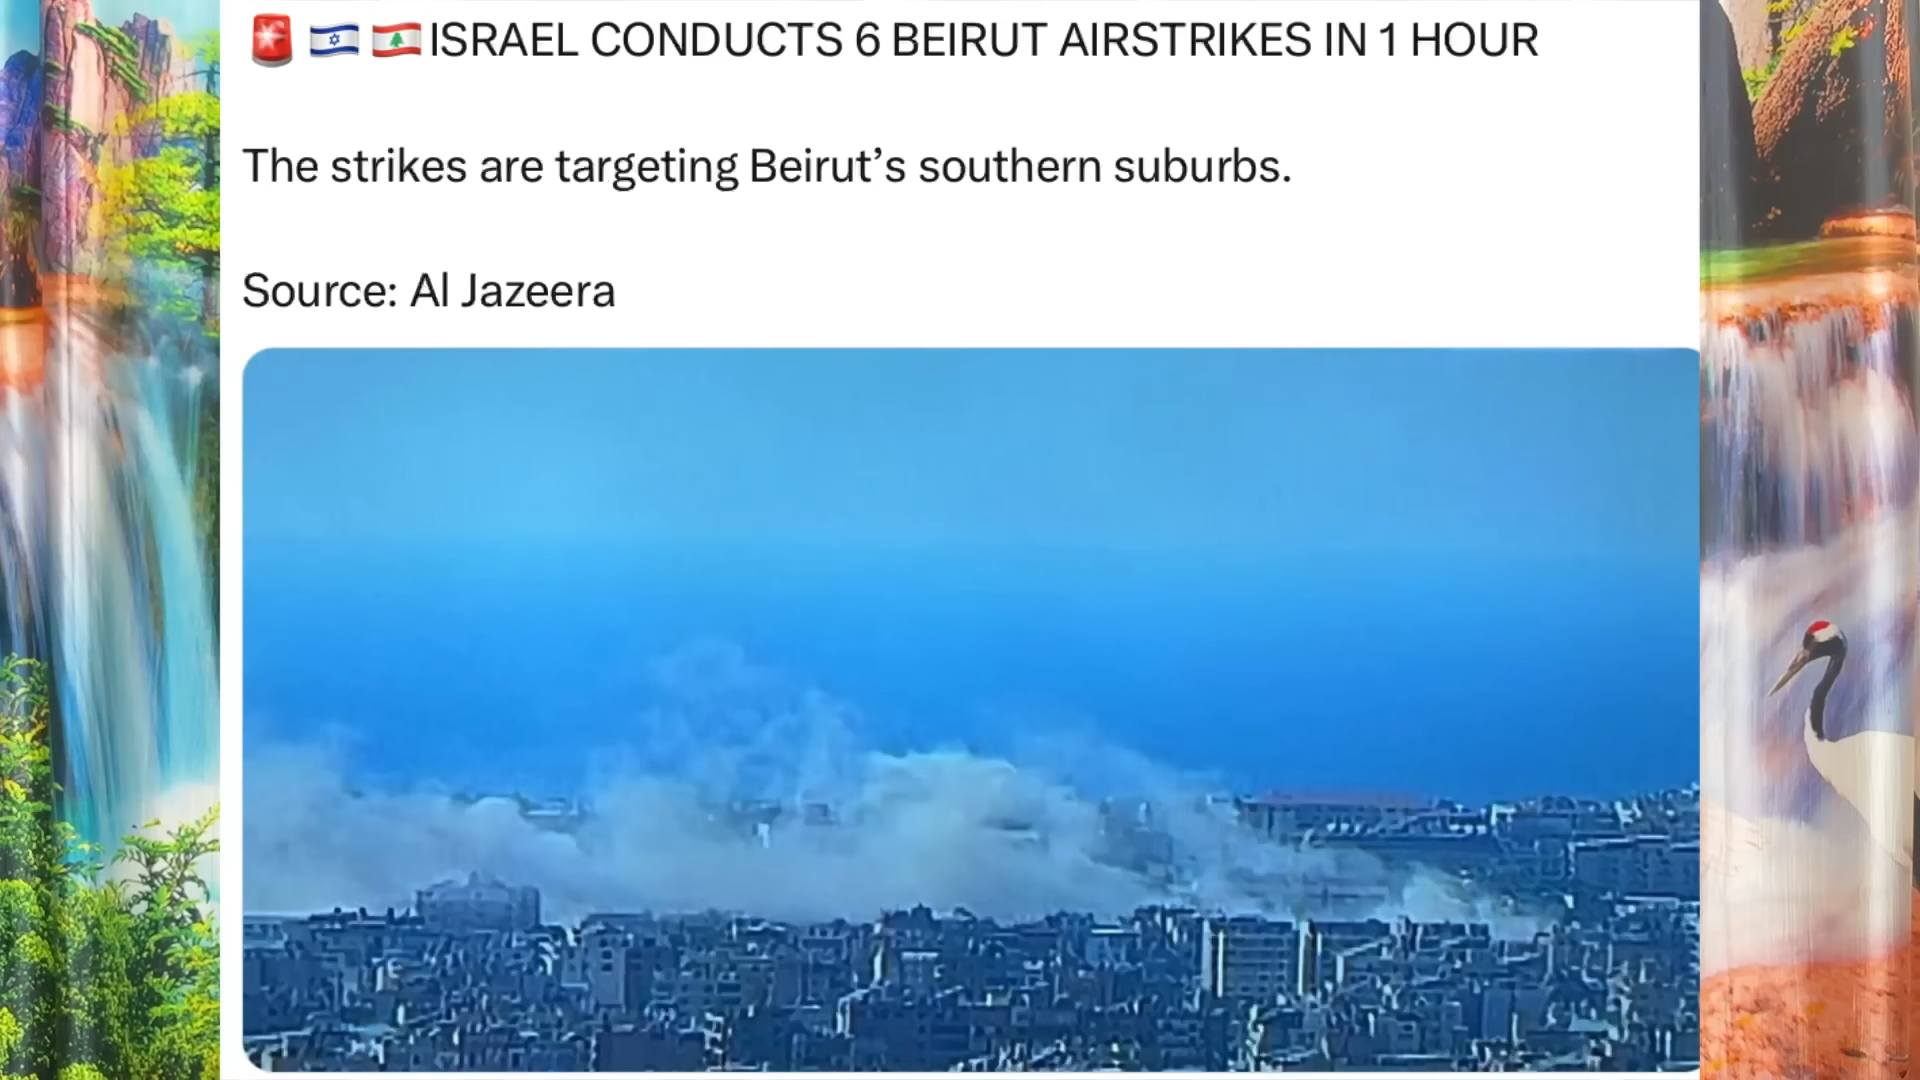 🚨 🇮🇱 🇱🇧 ISRAEL CONDUCTS 6 BEIRUT AIRSTRIKES IN 1 HOUR
The strikes are targeting Beirut’s southern suburbs.
Source: Al Jazeera